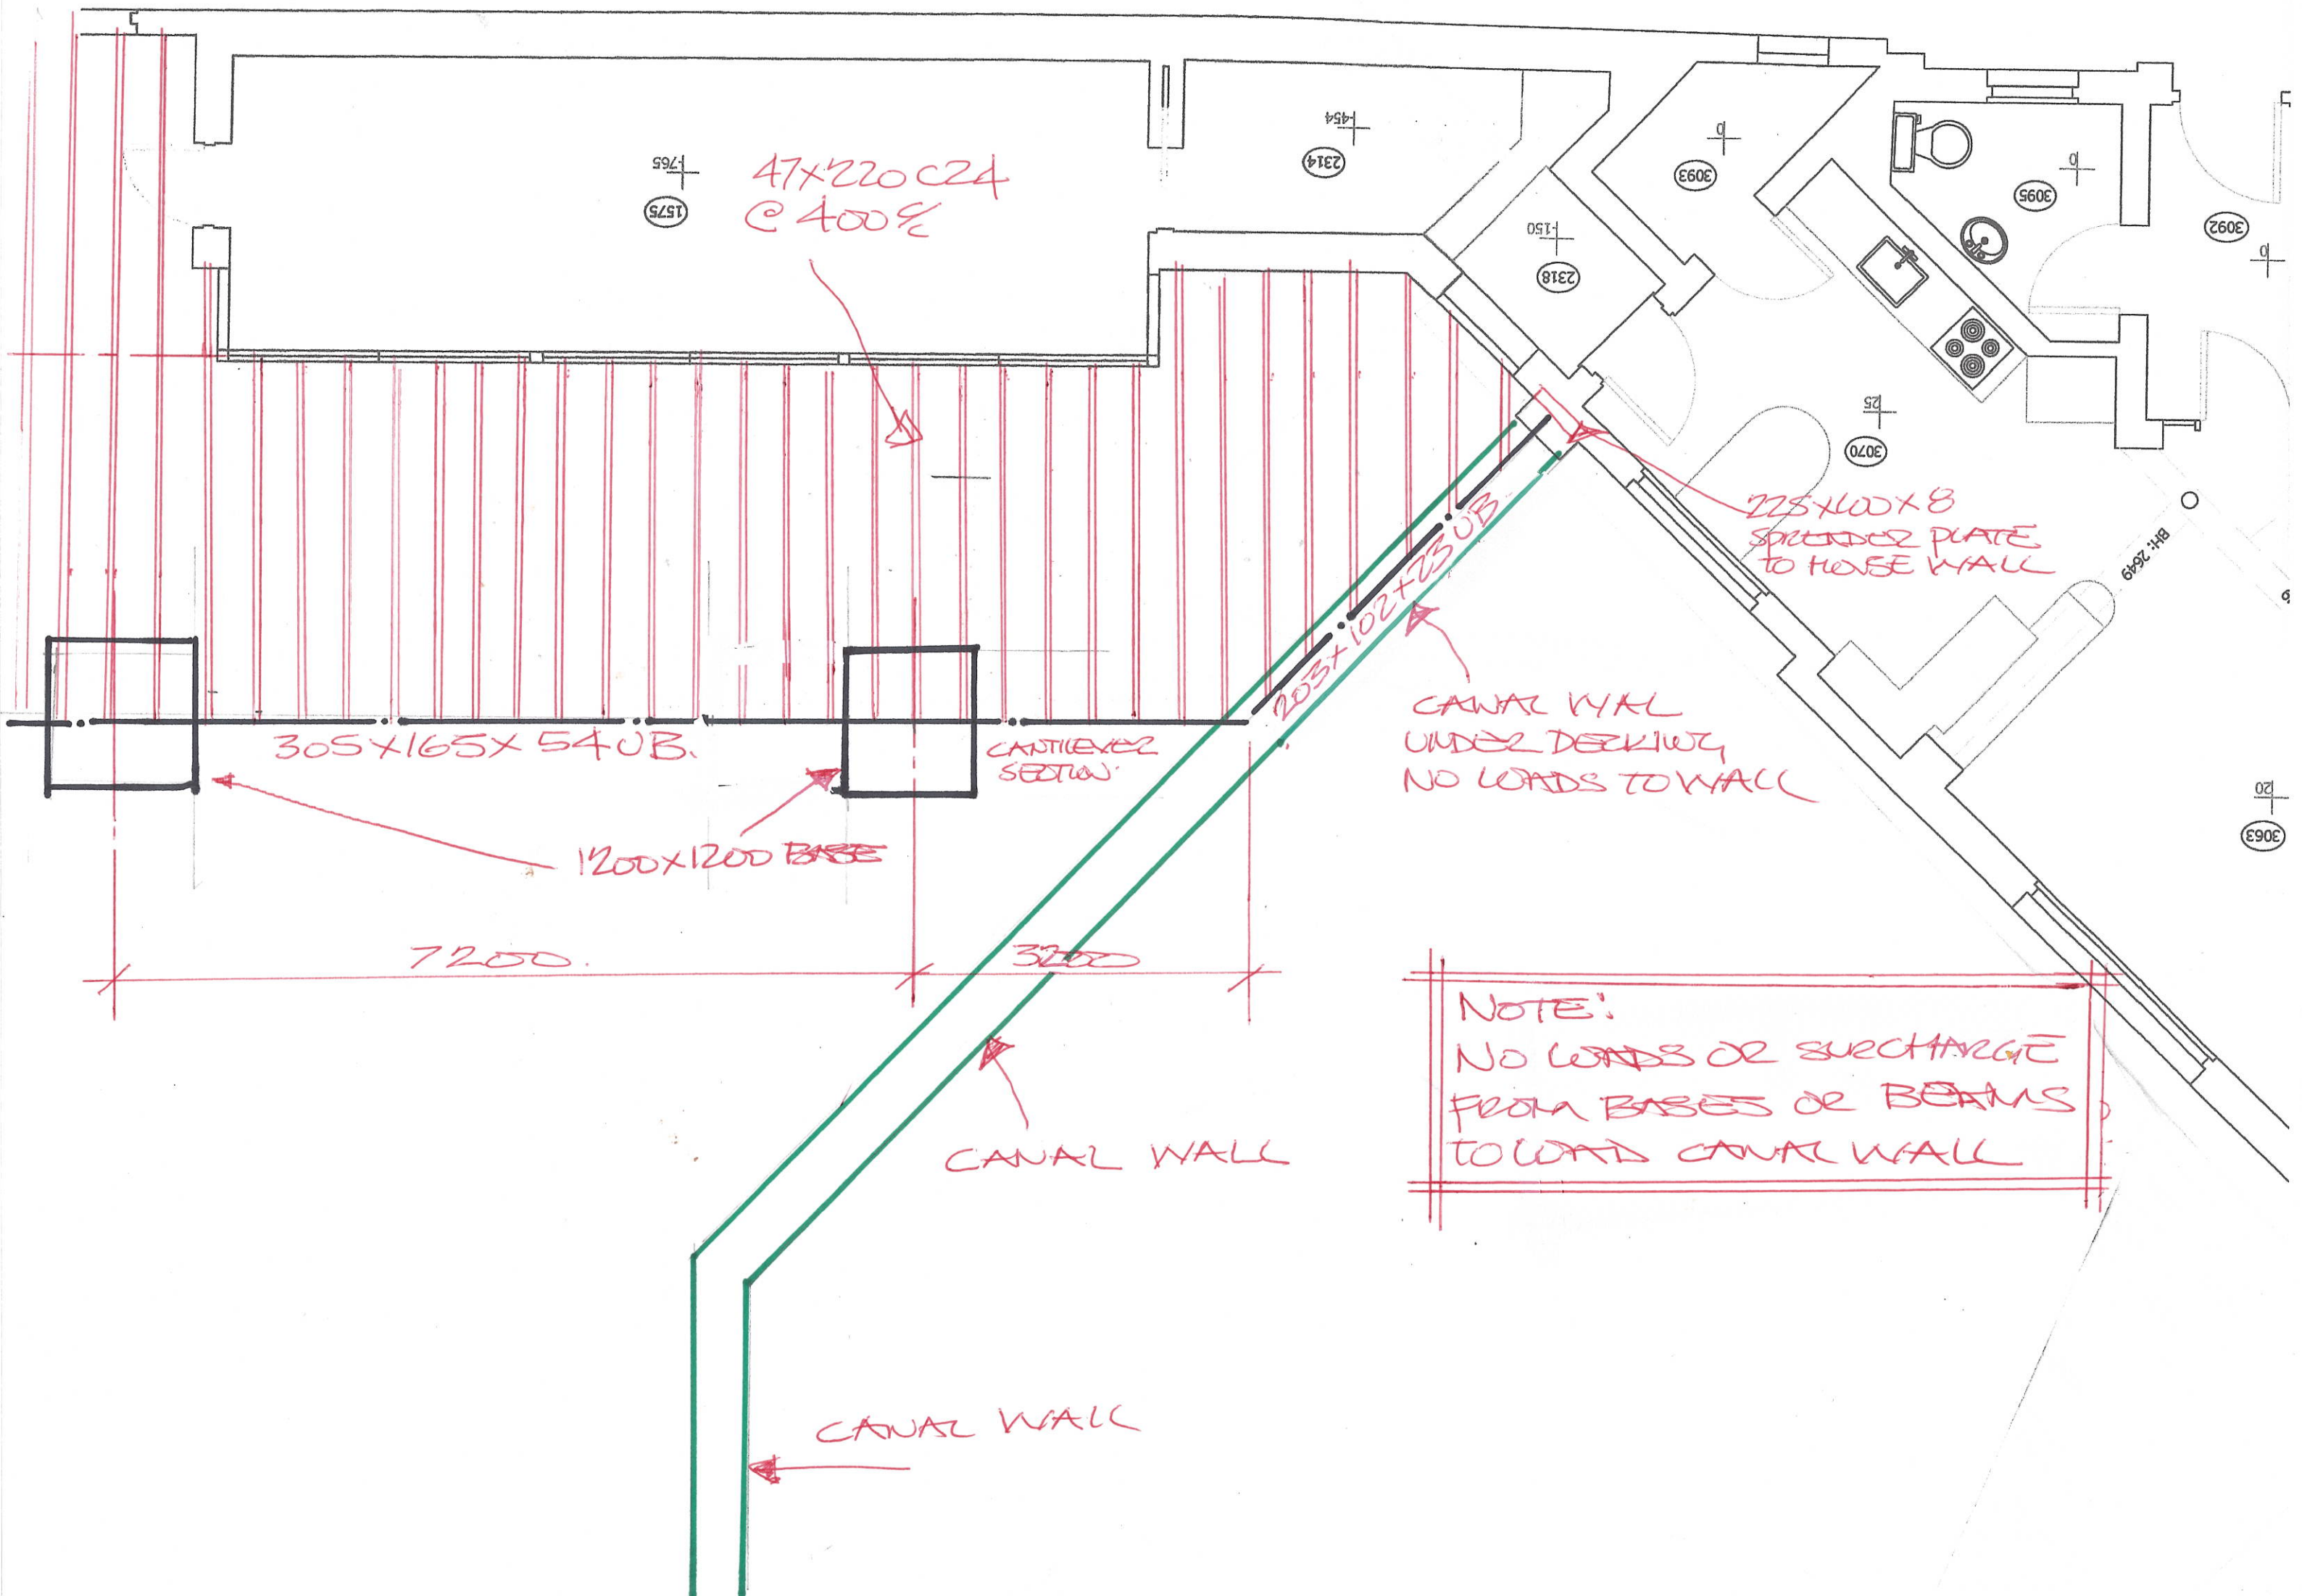 -454
2314
-765
1575
47x220 C24
@ 400 c/c
0
3093
0
3095
3092
0
-150
2318
25
3070
225x100x8
SPREADER PLATE
TO HOUSE WALL
BH: 2649
203x102x23UB
CANAL WAL
UNDER DECKING,
NO LOADS TO WALL
305x165x54UB.
CANTILEVER
SECTION.
1200x1200 BASE
20
3063
7200.
3200
NOTE:
NO LOADS OR SURCHARGE
FROM BASES OR BEAMS
TO LOAD CANAL WALL
CANAL WALL
CANAL WALL